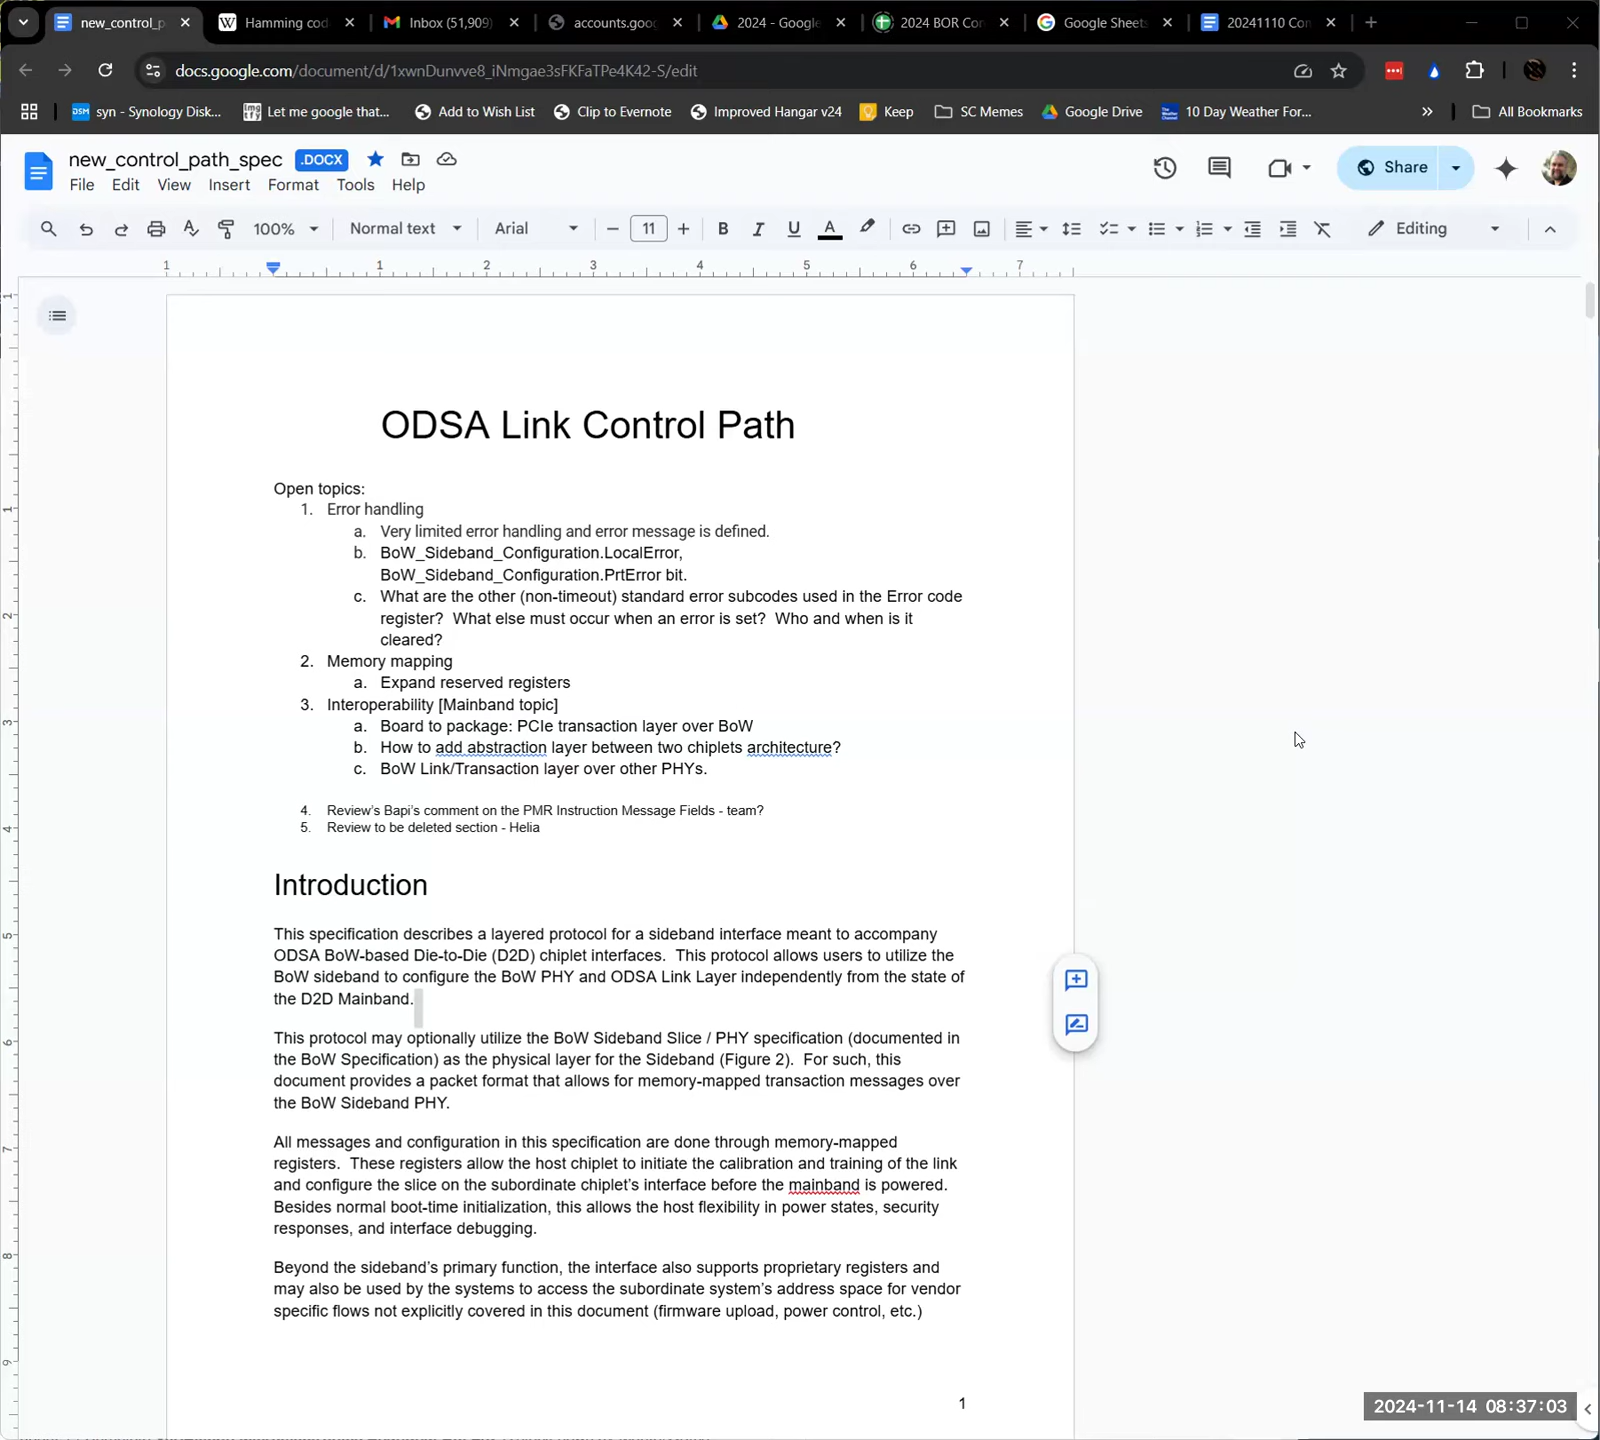 new_control_p
Hamming cod
Inbox (51,909)
accounts.goog
2024 - Google
2024 BOR Con
Google Sheets
20241110 Con
docs.google.com/document/d/1xwnDunvve8_iNmgae3sFKFaTPe4K42-S/edit
syn - Synology Disk...
Let me google that...
Add to Wish List
Clip to Evernote
Improved Hangar v24
Keep
SC Memes
Google Drive
10 Day Weather For...
»
All Bookmarks
new_control_path_spec .DOCX
Share
File Edit View Insert Format Tools Help
100% Normal text Arial 11 B I U A Editing
1 1 2 3 4 5 6 7
ODSA Link Control Path
Open topics:
1. Error handling
a. Very limited error handling and error message is defined.
b. BoW_Sideband_Configuration.LocalError,
BoW_Sideband_Configuration.PrtError bit.
c. What are the other (non-timeout) standard error subcodes used in the Error code
register?  What else must occur when an error is set?  Who and when is it
cleared?
2. Memory mapping
a. Expand reserved registers
3. Interoperability [Mainband topic]
a. Board to package: PCIe transaction layer over BoW
b. How to add abstraction layer between two chiplets architecture?
c. BoW Link/Transaction layer over other PHYs.
4. Review's Bapi's comment on the PMR Instruction Message Fields - team?
5. Review to be deleted section - Helia
Introduction
This specification describes a layered protocol for a sideband interface meant to accompany
ODSA BoW-based Die-to-Die (D2D) chiplet interfaces.  This protocol allows users to utilize the
BoW sideband to configure the BoW PHY and ODSA Link Layer independently from the state of
the D2D Mainband.
This protocol may optionally utilize the BoW Sideband Slice / PHY specification (documented in
the BoW Specification) as the physical layer for the Sideband (Figure 2).  For such, this
document provides a packet format that allows for memory-mapped transaction messages over
the BoW Sideband PHY.
All messages and configuration in this specification are done through memory-mapped
registers.  These registers allow the host chiplet to initiate the calibration and training of the link
and configure the slice on the subordinate chiplet's interface before the mainband is powered.
Besides normal boot-time initialization, this allows the host flexibility in power states, security
responses, and interface debugging.
Beyond the sideband's primary function, the interface also supports proprietary registers and
may also be used by the systems to access the subordinate system's address space for vendor
specific flows not explicitly covered in this document (firmware upload, power control, etc.)
1
2024-11-14 08:37:03